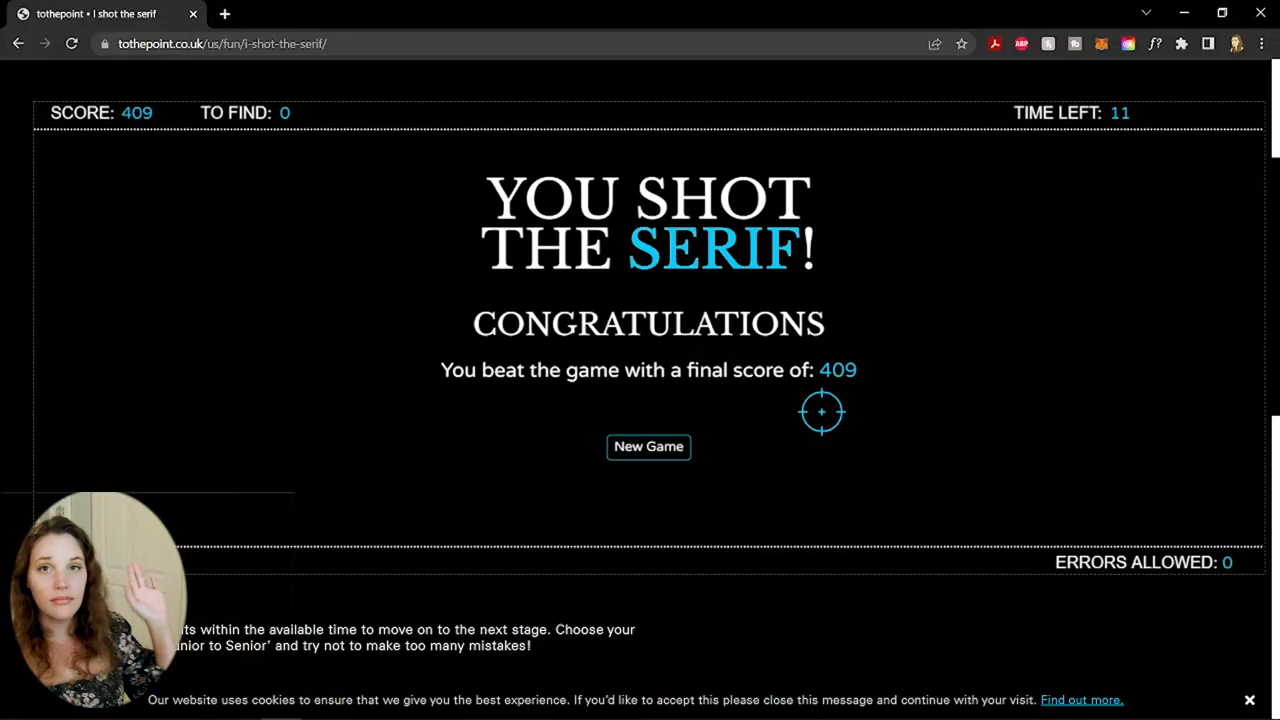 tothepoint • I shot the serif
tothepoint.co.uk/us/fun/i-shot-the-serif/
ABP
f?
SCORE: 409 TO FIND: 0 TIME LEFT: 11
YOU SHOT
THE SERIF!
CONGRATULATIONS
You beat the game with a final score of: 409
New Game
ERRORS ALLOWED: 0
within the available time to move on to the next stage. Choose your
to Senior' and try not to make too many mistakes!
Our website uses cookies to ensure that we give you the best experience. If you'd like to accept this please close this message and continue with your visit. Find out more.